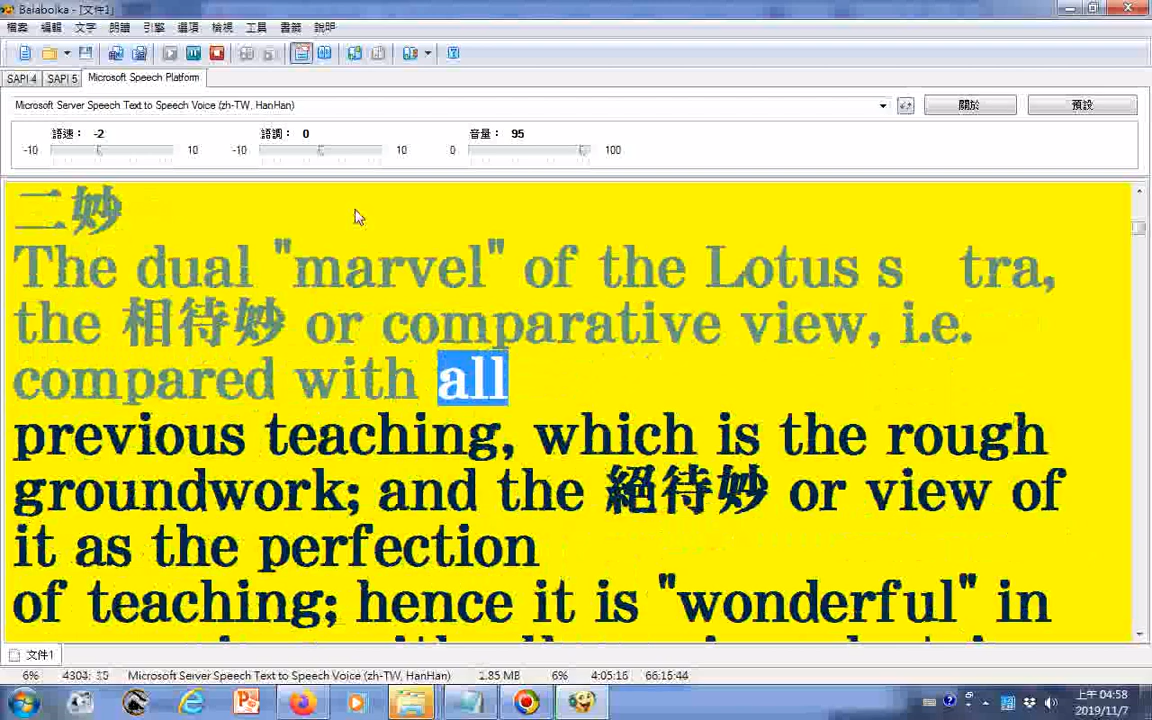 Balabolka - [文件1]
檔案 編輯 文字 朗讀 引擎 選項 檢視 工具 書籤 說明
SAPI 4 SAPI 5 Microsoft Speech Platform
Microsoft Server Speech Text to Speech Voice (zh-TW, HanHan) 關於 預設
語速： -2 語調： 0 音量： 95
-10 10 -10 10 0 100
二妙
The dual "marvel" of the Lotus s tra,
the 相待妙 or comparative view, i.e.
compared with all
previous teaching, which is the rough
groundwork; and the 絕待妙 or view of
it as the perfection
of teaching; hence it is "wonderful" in
文件1
6% Microsoft Server Speech Text to Speech Voice (zh-TW, HanHan) 1.85 MB 6% 4:05:16 66:15:44
上午 04:58
2019/11/7